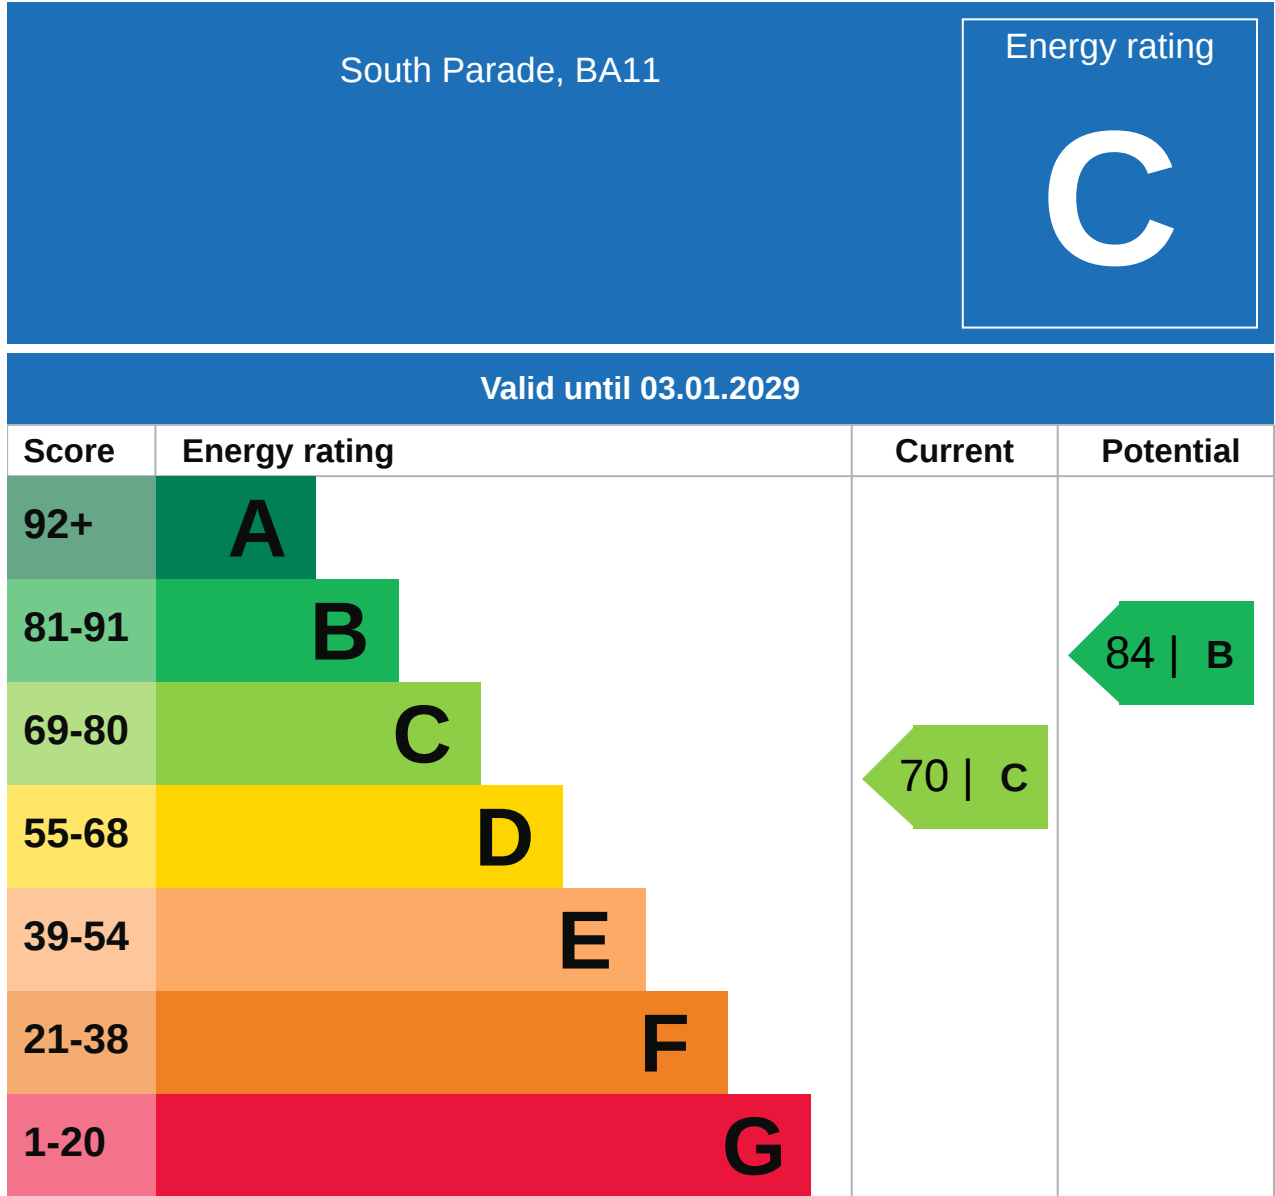 South Parade, BA11
Energy rating
C
Valid until 03.01.2029
Score Energy rating Current Potential
92+ A
81-91 B
84 | B
69-80 C
70 | C
55-68 D
39-54 E
21-38 F
1-20 G